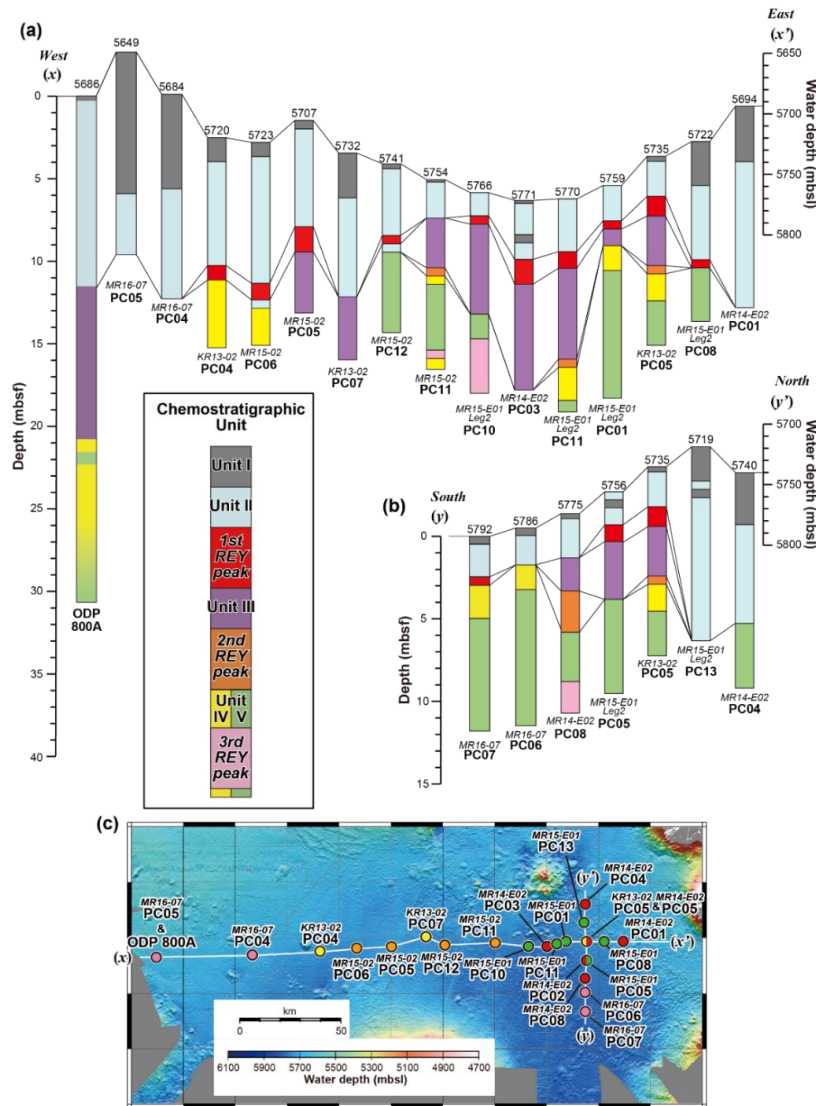 (a)
West
(x)
East
(x')
5686
5649
5684
5720
5723
5707
5732
5741
5754
5766
5771
5770
5759
5735
5722
5694
0
5
10
15
20
25
30
35
40
Depth (mbsf)
5650
5700
5750
5800
Water depth (mbsl)
ODP
800A
MR16-07
PC05
MR16-07
PC04
KR13-02
PC04
MR15-02
PC06
MR15-02
PC05
KR13-02
PC07
MR15-02
PC12
MR15-02
PC11
MR15-E01
Leg2
PC10
MR14-E02
PC03
MR15-E01
Leg2
PC11
MR15-E01
Leg2
PC01
KR13-02
PC05
MR15-E01
Leg2
PC08
MR14-E02
PC01
Chemostratigraphic
Unit
Unit I
Unit II
1st
REY
peak
Unit III
2nd
REY
peak
Unit
IV
V
3rd
REY
peak
(b)
South
(y)
North
(y')
5792
5786
5775
5756
5735
5719
5740
0
5
10
15
Depth (mbsf)
5700
5750
5800
Water depth (mbsl)
MR16-07
PC07
MR16-07
PC06
MR14-E02
PC08
MR15-E01
Leg2
PC05
KR13-02
PC05
MR15-E01
Leg2
PC13
MR14-E02
PC04
(c)
MR15-E01
PC13
(y')
MR14-E02
PC04
MR14-E02
PC03
MR15-E01
PC01
KR13-02
PC05 &
MR14-E02
PC05
MR16-07
PC05
&
ODP 800A
MR16-07
PC04
KR13-02
PC04
KR13-02
PC07
MR15-02
PC11
MR14-E02
PC01
(x)
(x')
MR15-02
PC06
MR15-02
PC05
MR15-02
PC12
MR15-E01
PC10
MR15-E01
PC11
MR15-E01
PC08
MR14-E02
PC02
MR15-E01
PC05
MR14-E02
PC08
MR16-07
PC06
MR16-07
PC07
(y)
km
0
50
6100
5900
5700
5500
5300
5100
4900
4700
Water depth (mbsl)